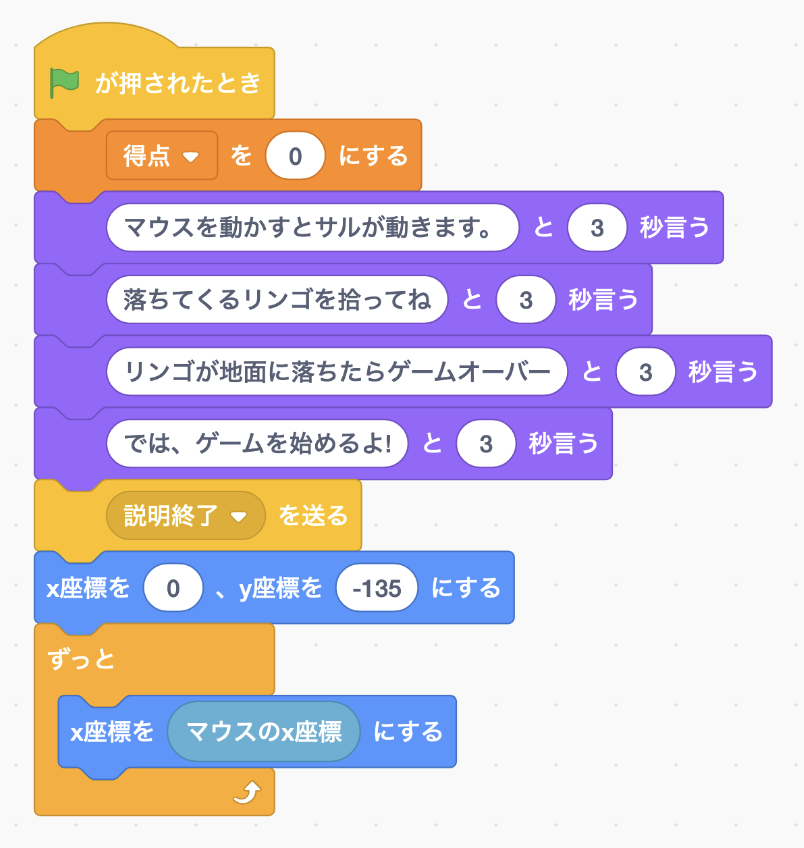 が押されたとき
得点 を 0 にする
マウスを動かすとサルが動きます。 と 3 秒言う
落ちてくるリンゴを拾ってね と 3 秒言う
リンゴが地面に落ちたらゲームオーバー と 3 秒言う
では、ゲームを始めるよ! と 3 秒言う
説明終了 を送る
x座標を 0 、y座標を -135 にする
ずっと
x座標を マウスのx座標 にする